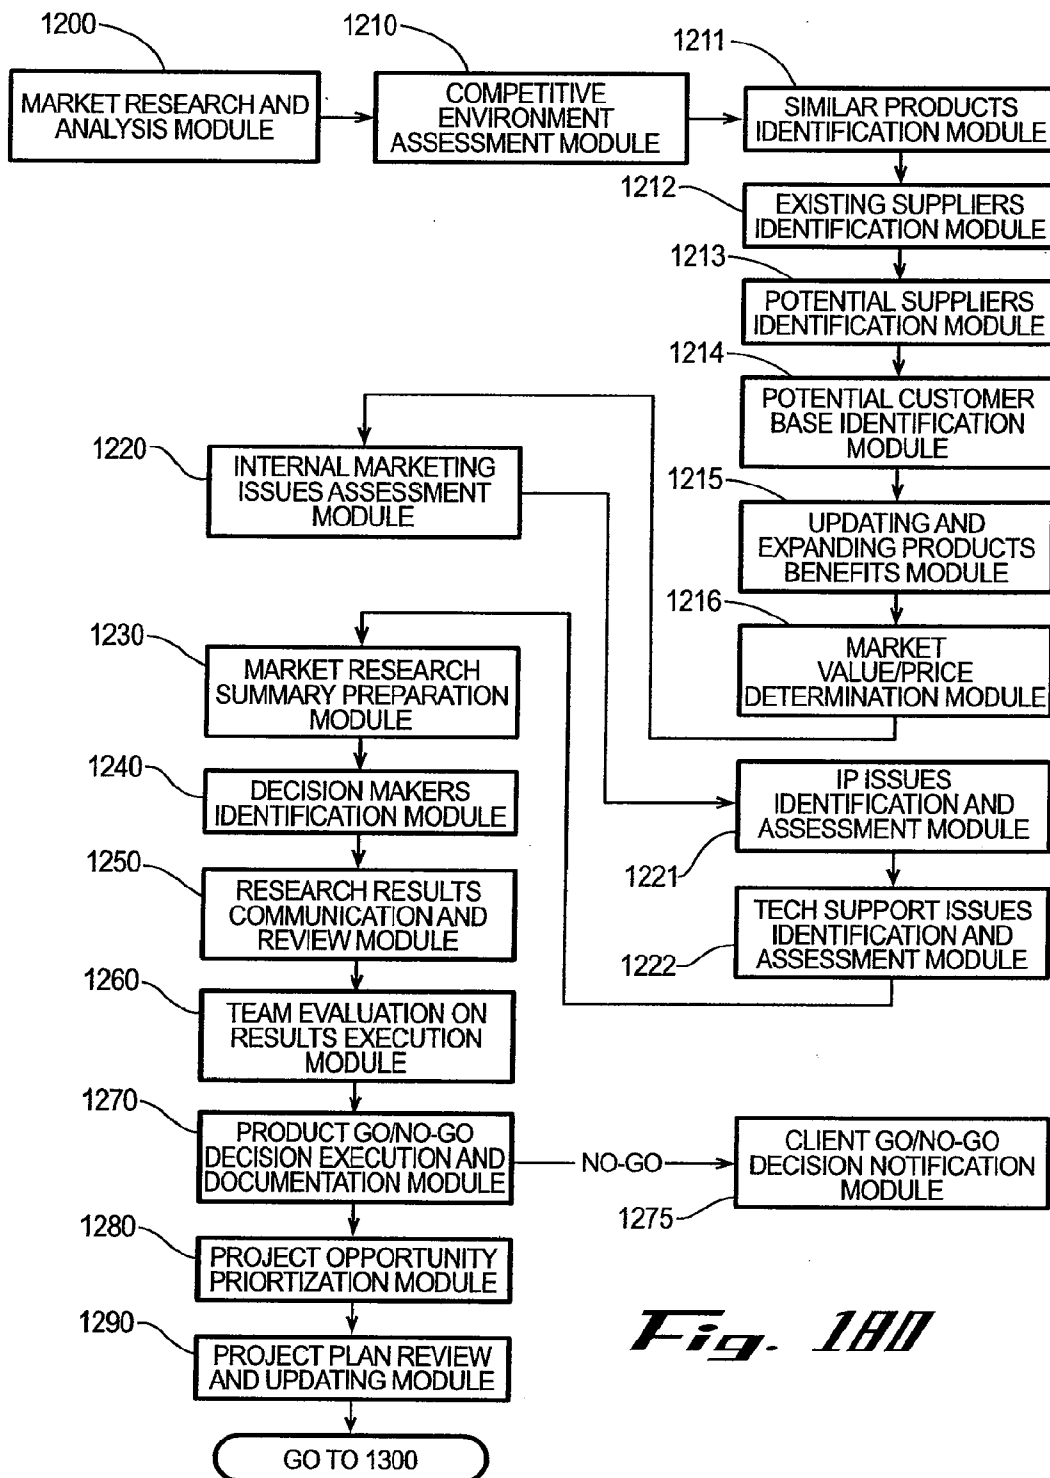 1200
MARKET RESEARCH AND
ANALYSIS MODULE
1210
COMPETITIVE
ENVIRONMENT
ASSESSMENT MODULE
1211
SIMILAR PRODUCTS
IDENTIFICATION MODULE
1212
EXISTING SUPPLIERS
IDENTIFICATION MODULE
1213
POTENTIAL SUPPLIERS
IDENTIFICATION MODULE
1214
POTENTIAL CUSTOMER
BASE IDENTIFICATION
MODULE
1215
UPDATING AND
EXPANDING PRODUCTS
BENEFITS MODULE
1216
MARKET
VALUE/PRICE
DETERMINATION MODULE
1220
INTERNAL MARKETING
ISSUES ASSESSMENT
MODULE
IP ISSUES
IDENTIFICATION AND
ASSESSMENT MODULE
1221
TECH SUPPORT ISSUES
IDENTIFICATION AND
ASSESSMENT MODULE
1222
1230
MARKET RESEARCH
SUMMARY PREPARATION
MODULE
1240
DECISION MAKERS
IDENTIFICATION MODULE
1250
RESEARCH RESULTS
COMMUNICATION AND
REVIEW MODULE
1260
TEAM EVALUATION ON
RESULTS EXECUTION
MODULE
1270
PRODUCT GO/NO-GO
DECISION EXECUTION AND
DOCUMENTATION MODULE
NO-GO
CLIENT GO/NO-GO
DECISION NOTIFICATION
MODULE
1275
1280
PROJECT OPPORTUNITY
PRIORTIZATION MODULE
1290
PROJECT PLAN REVIEW
AND UPDATING MODULE
GO TO 1300
Fig. 18D